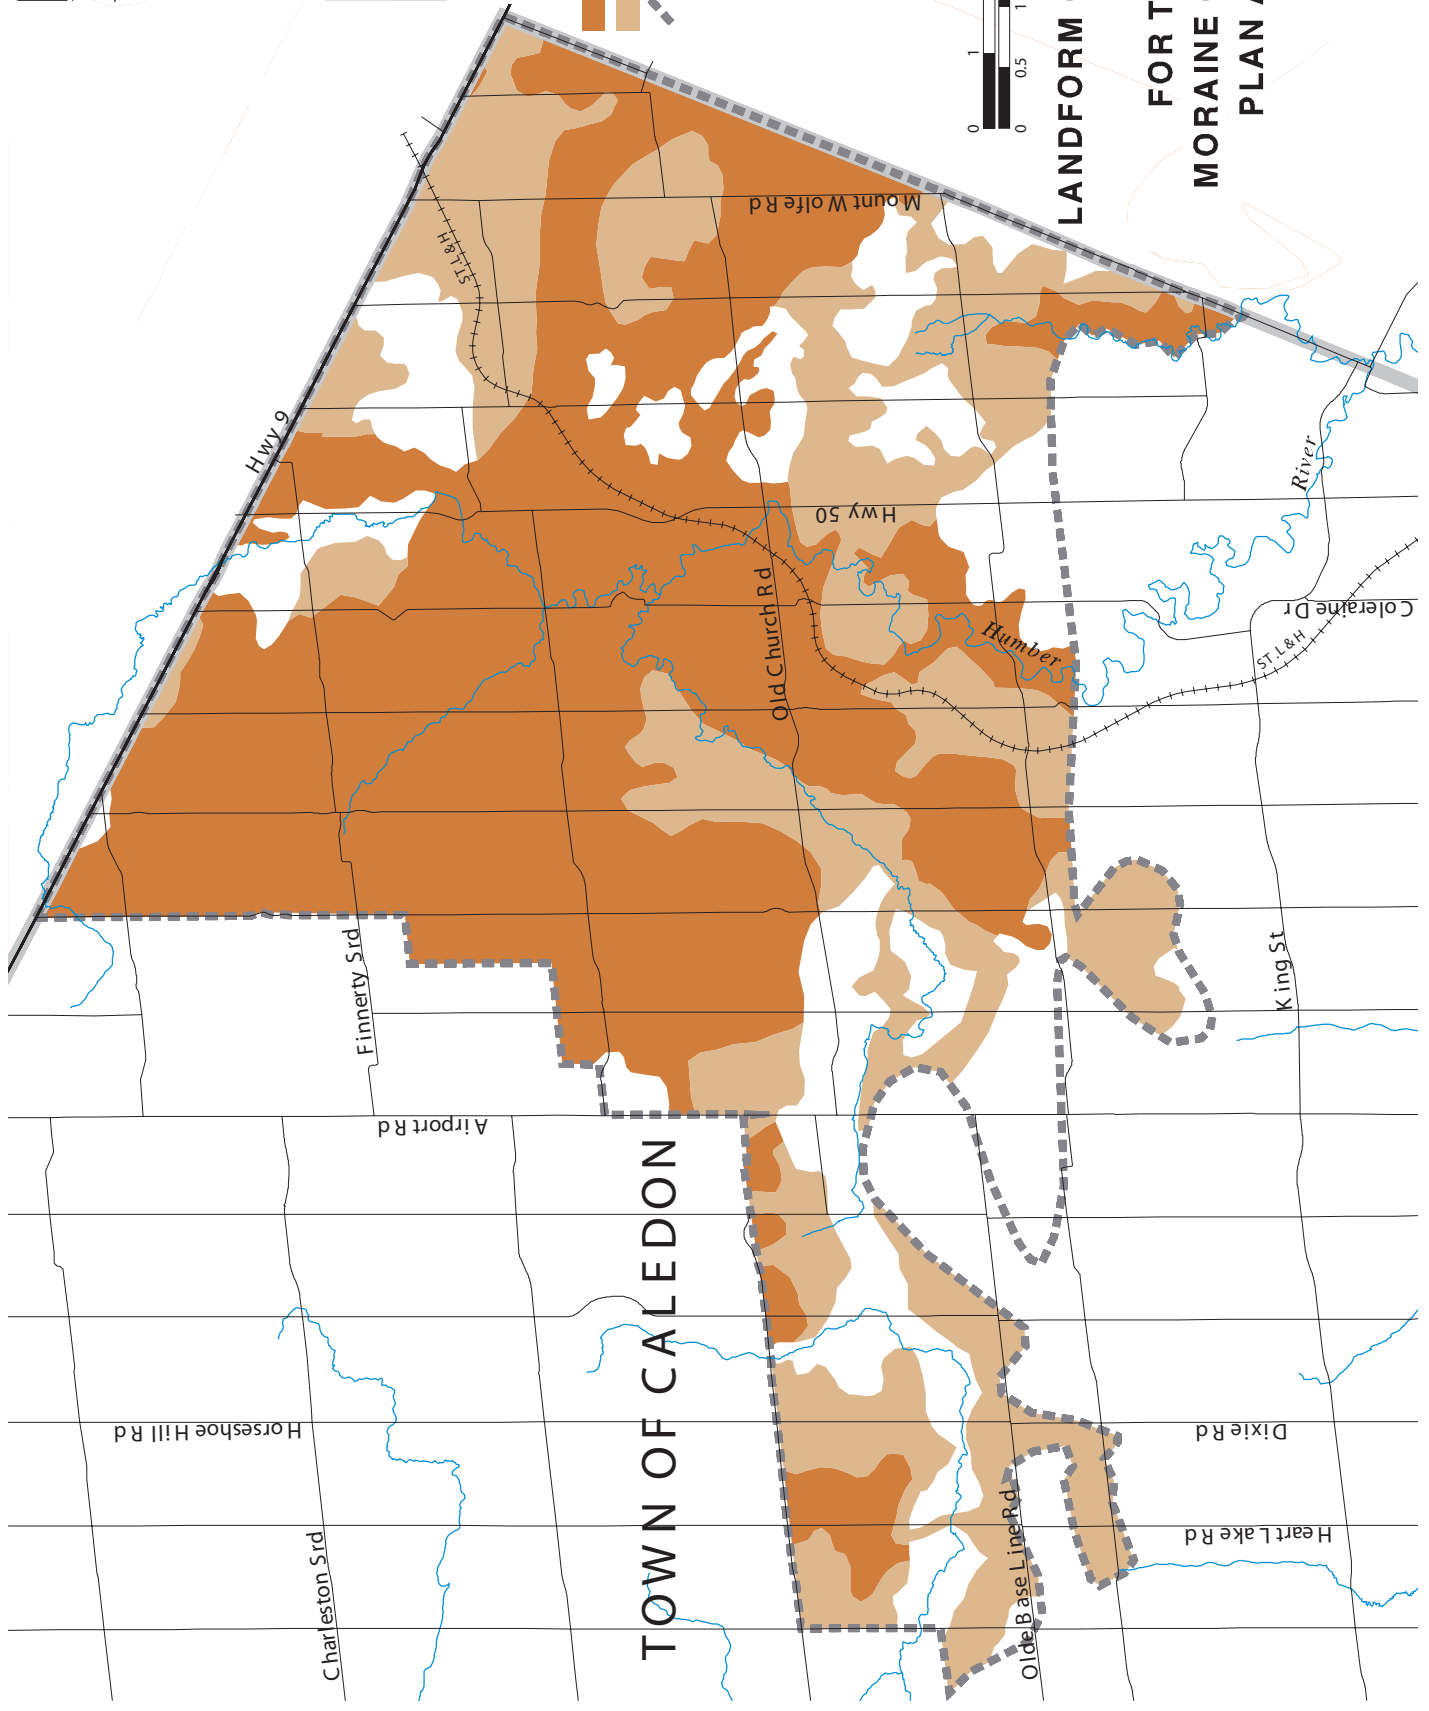 1
0
1
0.5
0
LANDFORM
FOR T
MORAINE
PLAN A
Mount Wolfe Rd
ST.L&H
Hwy 9
Hwy 50
River
Old Church Rd
Humber
Coleraine Dr
ST.L&H
Finnerty Srd
King St
Airport Rd
TOWN OF CALEDON
Horseshoe Hill Rd
Dixie Rd
Charleston Srd
Olde Base Line Rd
Heart Lake Rd